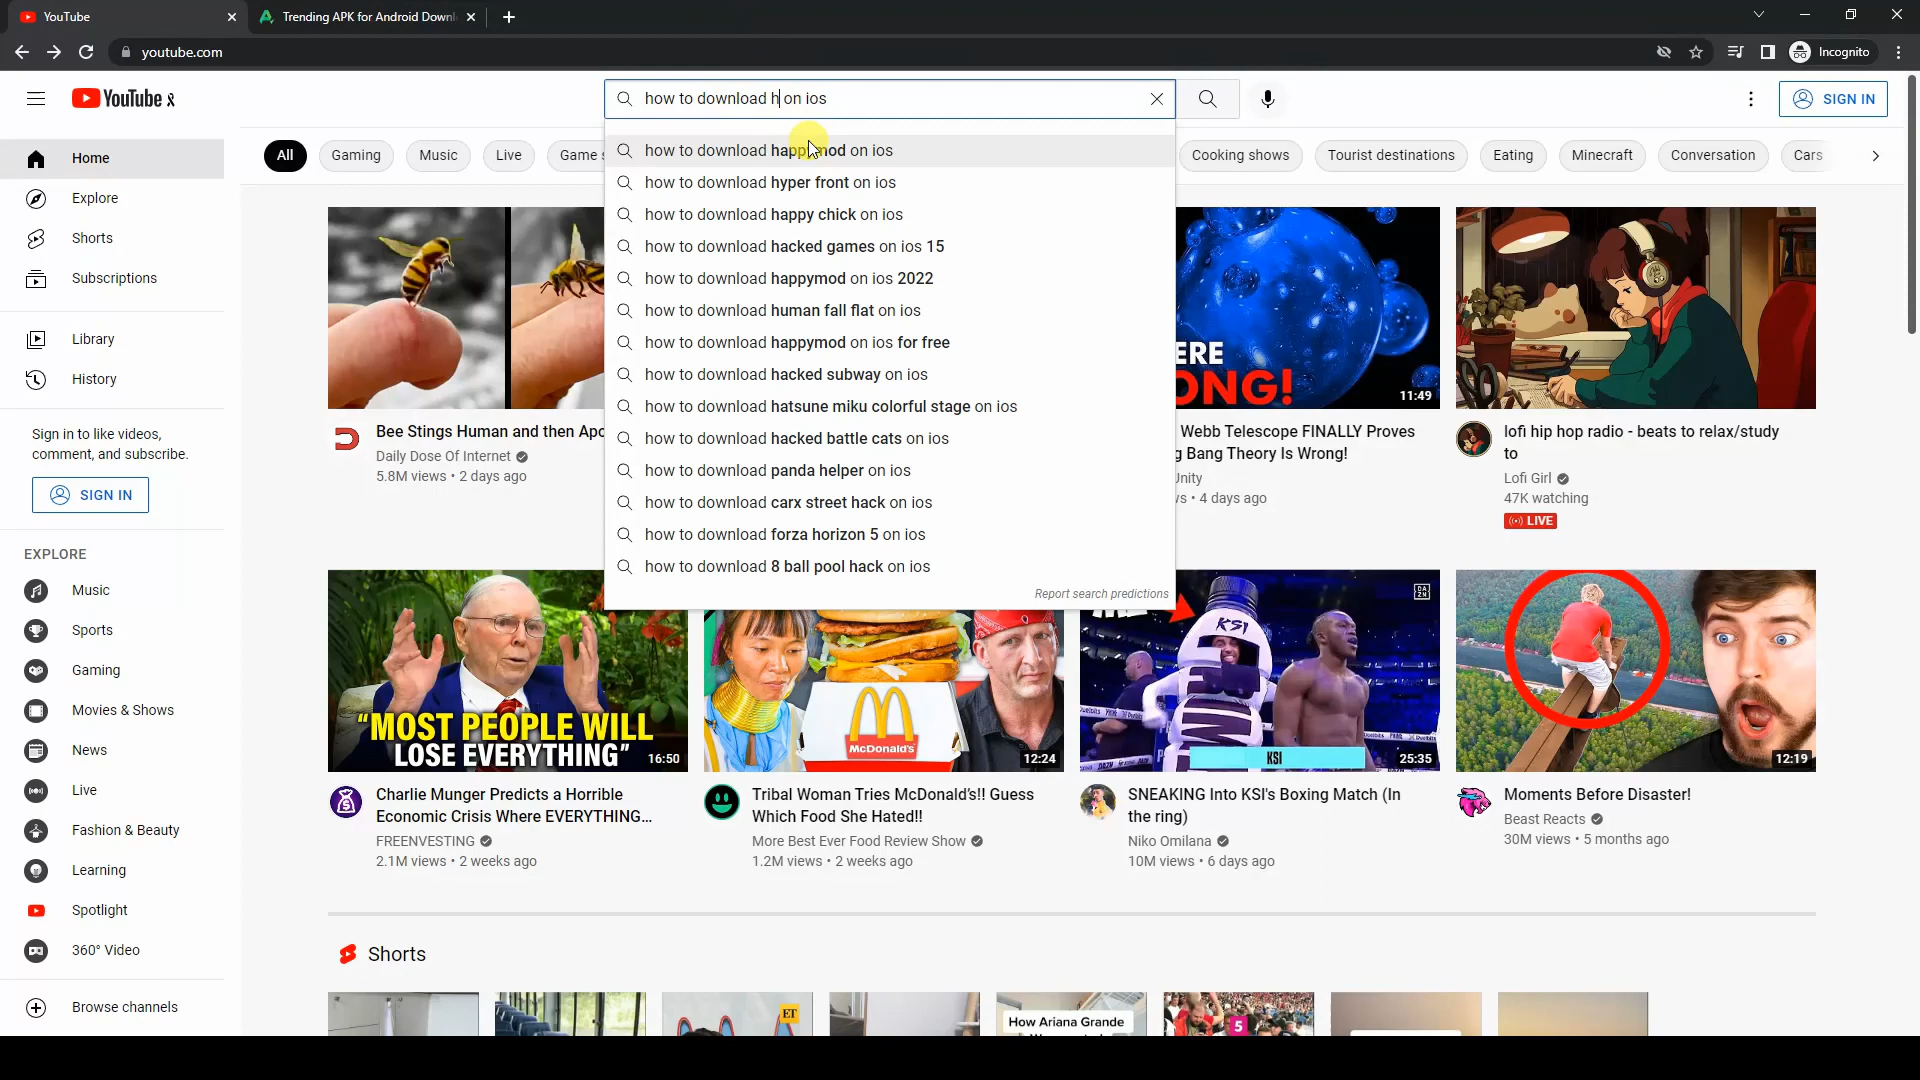 YouTube
Trending APK for Android Downl
youtube.com
Incognito
YouTube
how to download h on ios
SIGN IN
All
Gaming
Music
Live
Game s
Cooking shows
Tourist destinations
Eating
Minecraft
Conversation
Cars
Home
Explore
Shorts
Subscriptions
Library
History
Sign in to like videos,
comment, and subscribe.
SIGN IN
EXPLORE
Music
Sports
Gaming
Movies & Shows
News
Live
Fashion & Beauty
Learning
Spotlight
360° Video
Browse channels
how to download happymod on ios
how to download hyper front on ios
how to download happy chick on ios
how to download hacked games on ios 15
how to download happymod on ios 2022
how to download human fall flat on ios
how to download happymod on ios for free
how to download hacked subway on ios
how to download hatsune miku colorful stage on ios
how to download hacked battle cats on ios
how to download panda helper on ios
how to download carx street hack on ios
how to download forza horizon 5 on ios
how to download 8 ball pool hack on ios
Report search predictions
Bee Stings Human and then Apo
Daily Dose Of Internet
5.8M views • 2 days ago
ERE
ONG!
11:49
Webb Telescope FINALLY Proves
g Bang Theory Is Wrong!
Unity
vs • 4 days ago
lofi hip hop radio - beats to relax/study
to
Lofi Girl
47K watching
LIVE
"MOST PEOPLE WILL
LOSE EVERYTHING"
16:50
Charlie Munger Predicts a Horrible
Economic Crisis Where EVERYTHING...
FREENVESTING
2.1M views • 2 weeks ago
McDonald's
12:24
Tribal Woman Tries McDonald's!! Guess
Which Food She Hated!!
More Best Ever Food Review Show
1.2M views • 2 weeks ago
KSI
DAZN
KSI
25:35
SNEAKING Into KSI's Boxing Match (In
the ring)
Niko Omilana
10M views • 6 days ago
12:19
Moments Before Disaster!
Beast Reacts
30M views • 5 months ago
Shorts
ET
How Ariana Grande
5